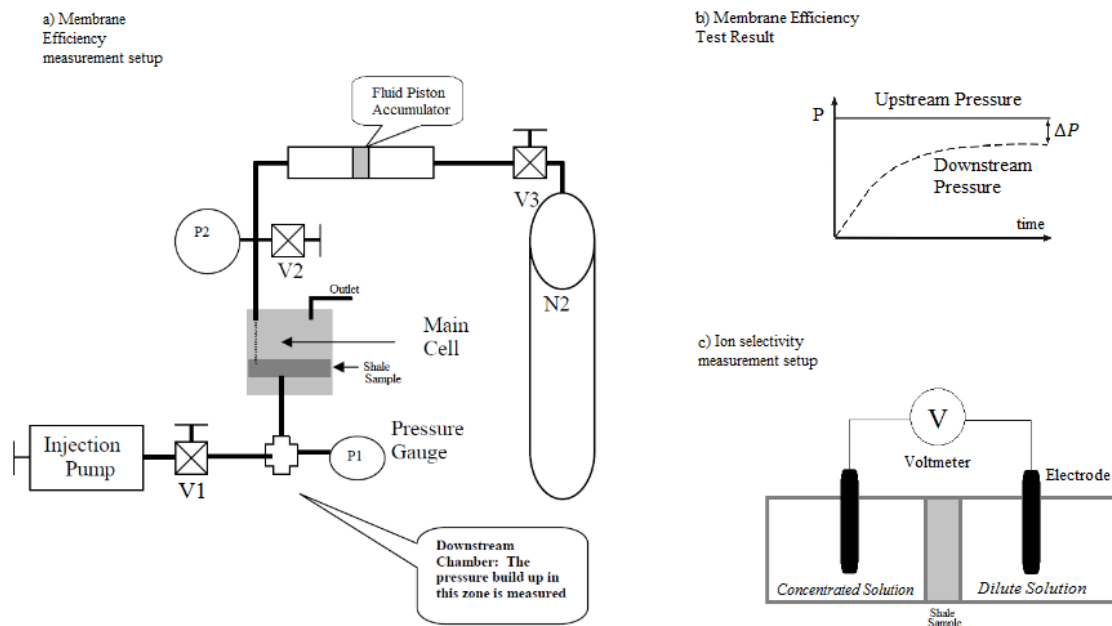 a) Membrane
Efficiency
measurement setup
Fluid Piston
Accumulator
V3
P2
V2
N2
Outlet
Main
Cell
Shale
Sample
Injection
Pump
V1
Pressure
Gauge
P1
Downstream
Chamber: The
pressure build up in
this zone is measured
b) Membrane Efficiency
Test Result
P
Upstream Pressure
ΔP
Downstream
Pressure
time
c) Ion selectivity
measurement setup
V
Voltmeter
Electrode
Concentrated Solution
Dilute Solution
Shale
Sample